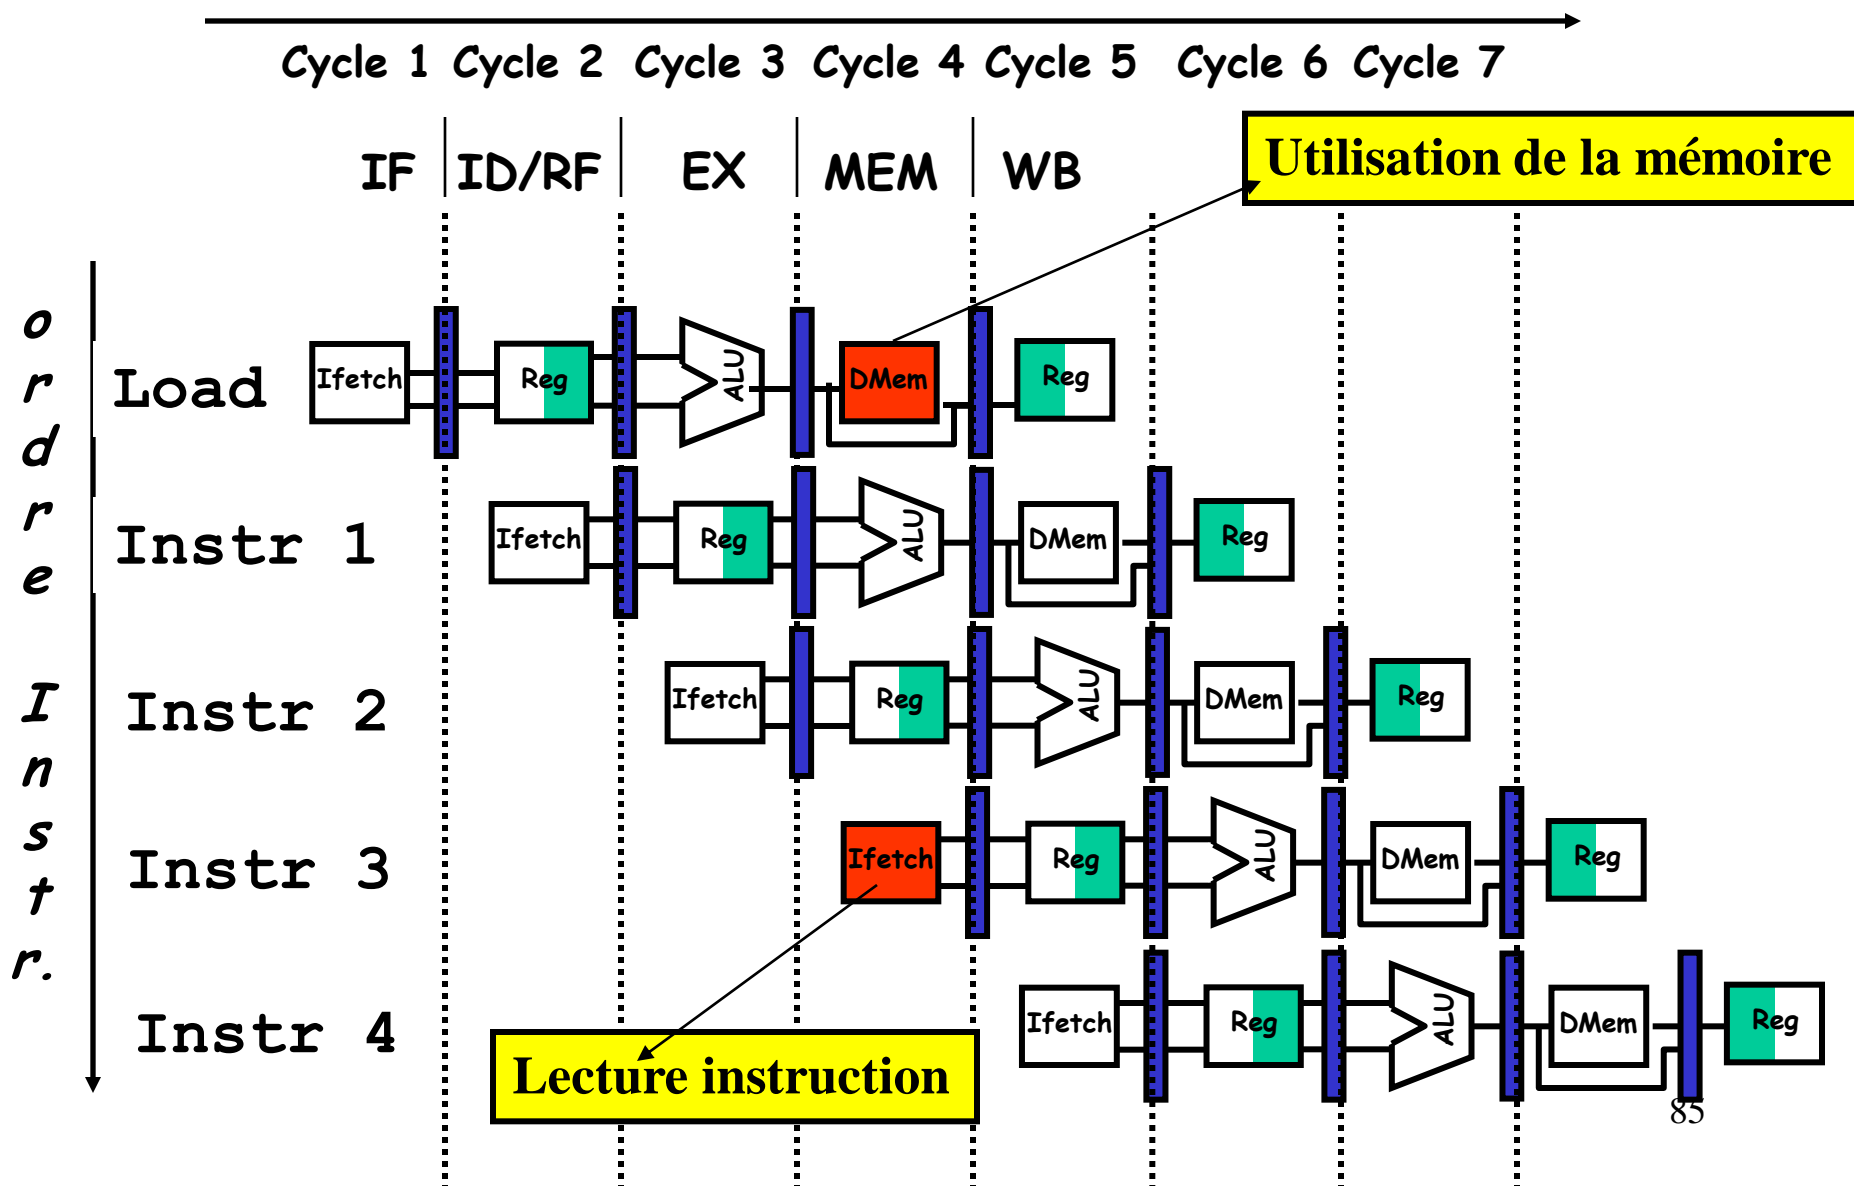 Cycle 1 Cycle 2 Cycle 3 Cycle 4 Cycle 5 Cycle 6 Cycle 7
IF ID/RF EX MEM WB
Utilisation de la mémoire
ordre Instr.
Load Ifetch Reg ALU DMem Reg
Instr 1 Ifetch Reg ALU DMem Reg
Instr 2 Ifetch Reg ALU DMem Reg
Instr 3 Ifetch Reg ALU DMem Reg
Instr 4 Ifetch Reg ALU DMem Reg
Lecture instruction
85